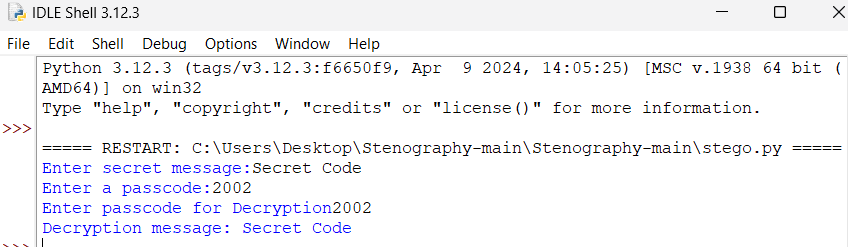 IDLE Shell 3.12.3
File Edit Shell Debug Options Window Help
Python 3.12.3 (tags/v3.12.3:f6650f9, Apr  9 2024, 14:05:25) [MSC v.1938 64 bit (
AMD64)] on win32
Type "help", "copyright", "credits" or "license()" for more information.
>>>
===== RESTART: C:\Users\Desktop\Stenography-main\Stenography-main\stego.py =====
Enter secret message:Secret Code
Enter a passcode:2002
Enter passcode for Decryption2002
Decryption message: Secret Code
>>>